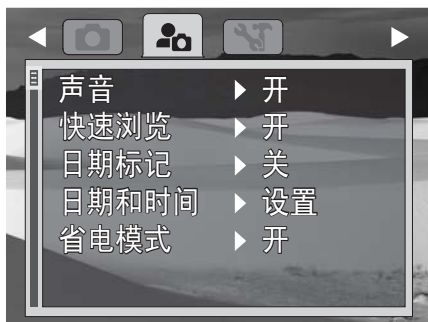 声音 开
快速浏览 开
日期标记 关
日期和时间 设置
省电模式 开